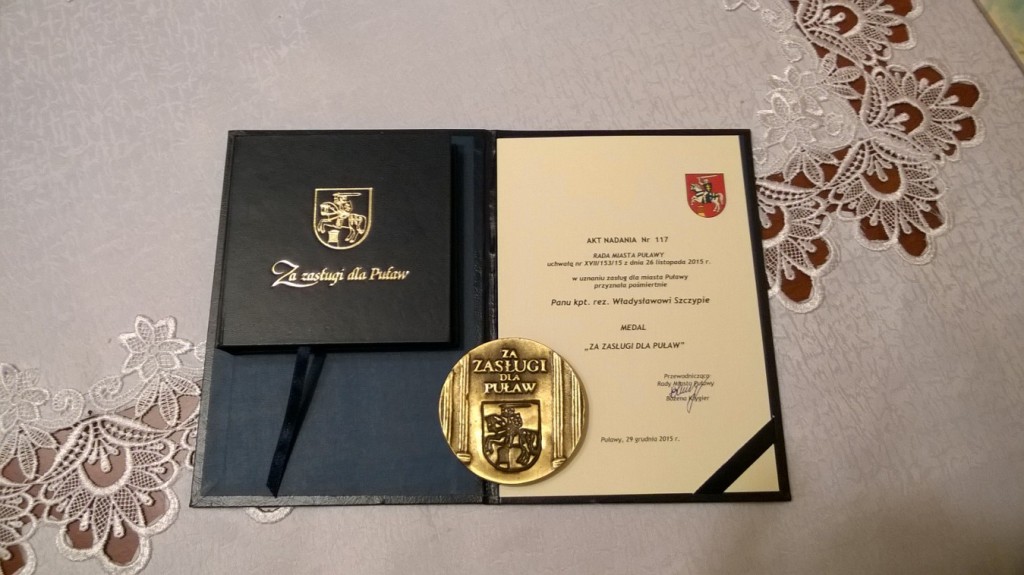 Za zasługi dla Puław
AKT NADANIA Nr 117
RADA MIASTA PUŁAWY
uchwałą nr XVII/153/15 z dnia 26 listopada 2015 r.
w uznaniu zasług dla miasta Puławy
przyznała pośmiertnie
Panu kpt. rez. Władysławowi Szczypie
MEDAL
„ZA ZASŁUGI DLA PUŁAW”
Przewodnicząca
Rady Miasta Puławy
Bożena Krygier
Puławy, 29 grudnia 2015 r.
ZA
ZASŁUGI
DLA
PUŁAW